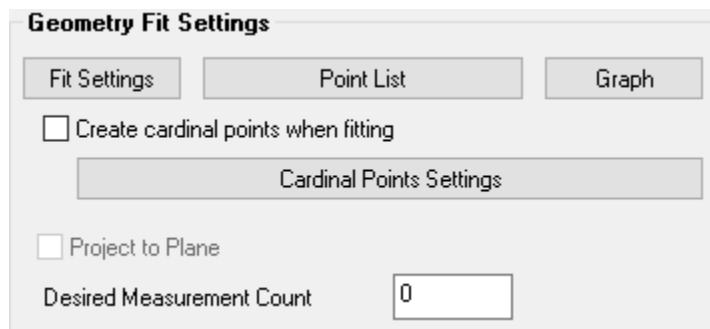 Geometry Fit Settings
Fit Settings Point List Graph
Create cardinal points when fitting
Cardinal Points Settings
Project to Plane
Desired Measurement Count 0